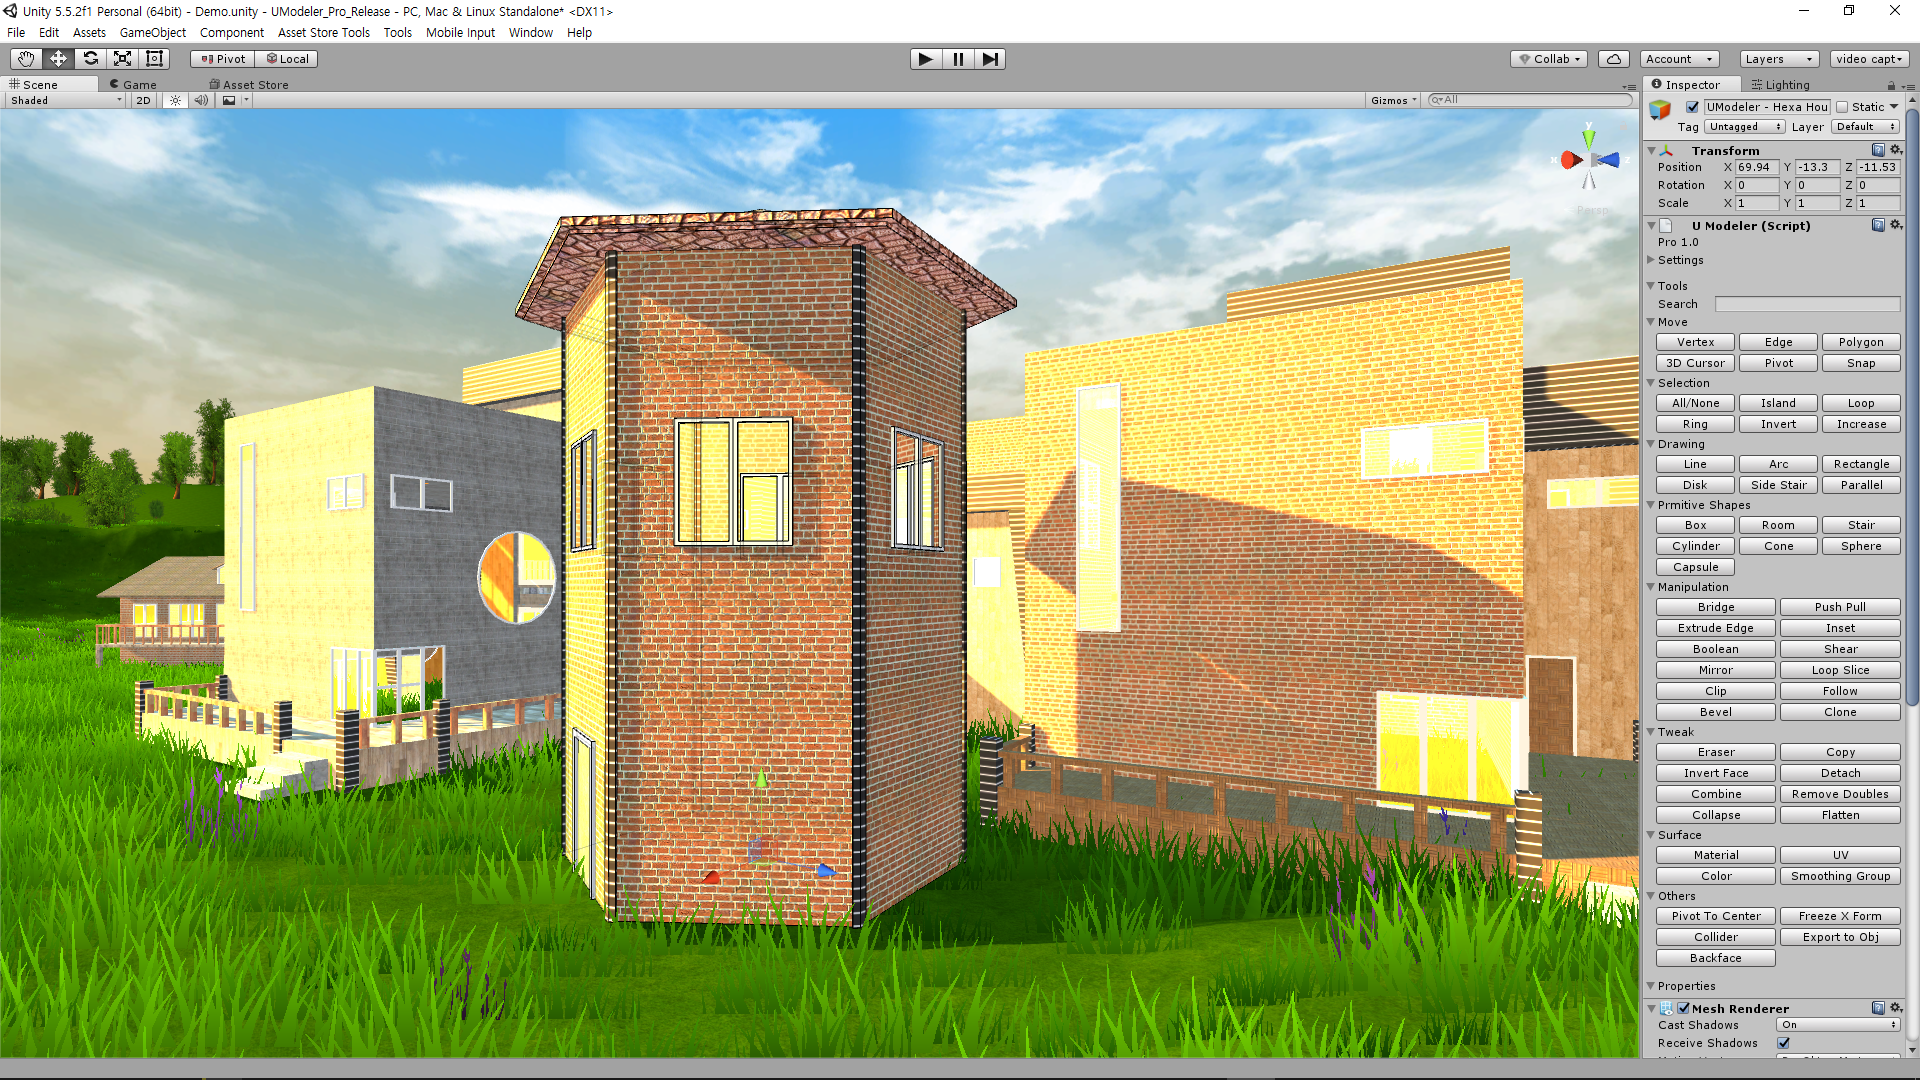 Unity 5.5.2f1 Personal (64bit) - Demo.unity - UModeler_Pro_Release - PC, Mac & Linux Standalone* <DX11>
File Edit Assets GameObject Component Asset Store Tools Tools Mobile Input Window Help
Pivot Local Collab Account Layers video capt
Scene Game Asset Store
Shaded 2D Gizmos All
y
x z
Persp
Inspector Lighting
UModeler - Hexa Hou Static
Tag Untagged Layer Default
Transform
Position X 69.94 Y -13.3 Z -11.53
Rotation X 0 Y 0 Z 0
Scale X 1 Y 1 Z 1
U Modeler (Script)
Pro 1.0
Settings
Tools
Search
Move
Vertex Edge Polygon
3D Cursor Pivot Snap
Selection
All/None Island Loop
Ring Invert Increase
Drawing
Line Arc Rectangle
Disk Side Stair Parallel
Prmitive Shapes
Box Room Stair
Cylinder Cone Sphere
Capsule
Manipulation
Bridge Push Pull
Extrude Edge Inset
Boolean Shear
Mirror Loop Slice
Clip Follow
Bevel Clone
Tweak
Eraser Copy
Invert Face Detach
Combine Remove Doubles
Collapse Flatten
Surface
Material UV
Color Smoothing Group
Others
Pivot To Center Freeze X Form
Collider Export to Obj
Backface
Properties
Mesh Renderer
Cast Shadows On
Receive Shadows